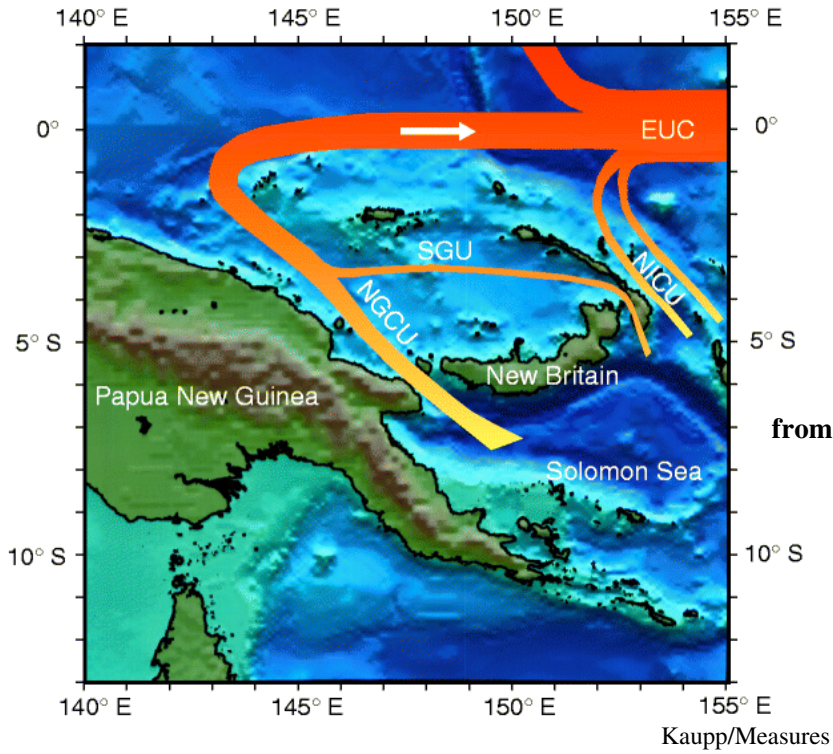 140° E 145° E 150° E 155° E
0° EUC 0°
SGU
NICU
NGCU
5° S 5° S
New Britain
Papua New Guinea
from
Solomon Sea
10° S 10° S
140° E 145° E 150° E 155° E
Kaupp/Measures